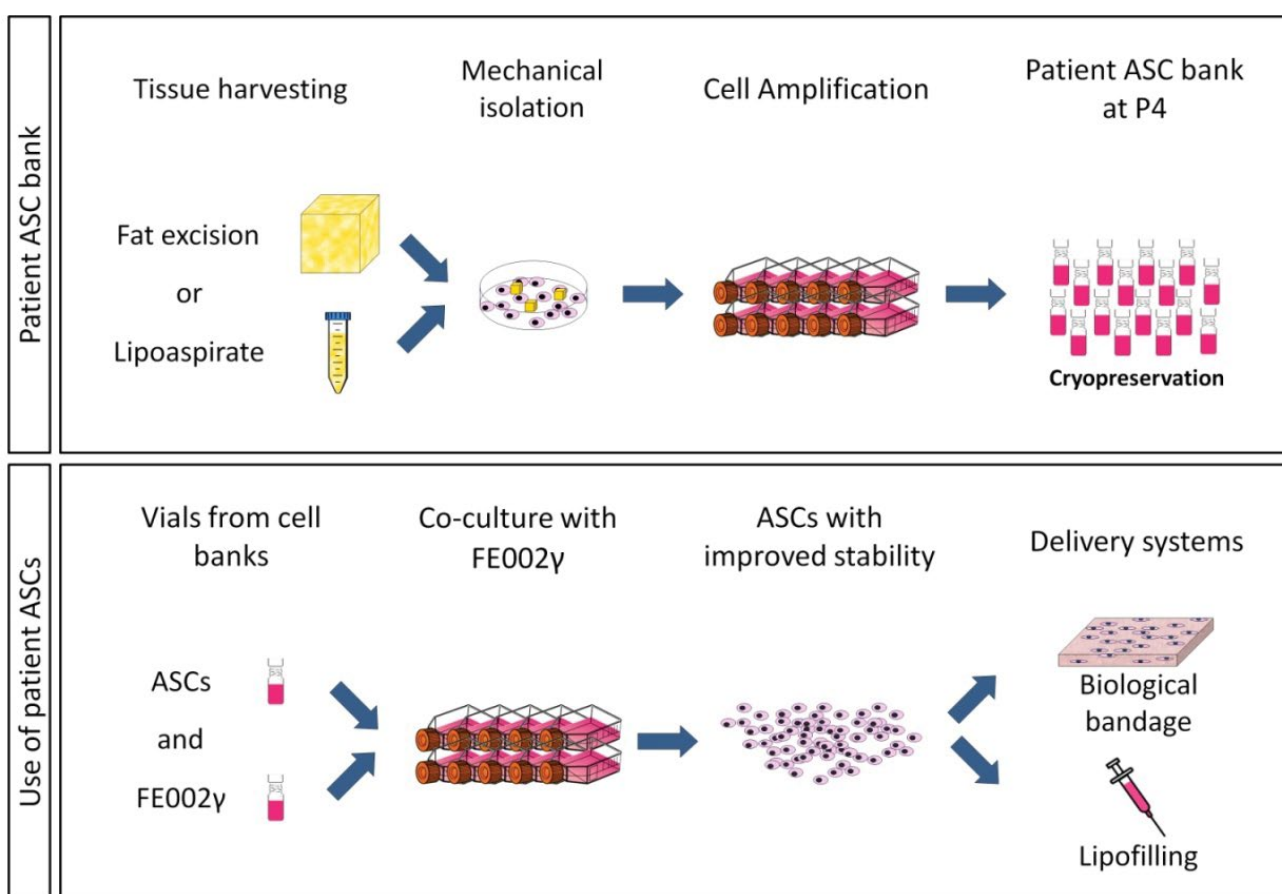 Patient ASC bank
Tissue harvesting
Mechanical
isolation
Cell Amplification
Patient ASC bank
at P4
Fat excision
or
Lipoaspirate
Cryopreservation
Use of patient ASCs
Vials from cell
banks
Co-culture with
FE002γ
ASCs with
improved stability
Delivery systems
ASCs
and
FE002γ
Biological
bandage
Lipofilling